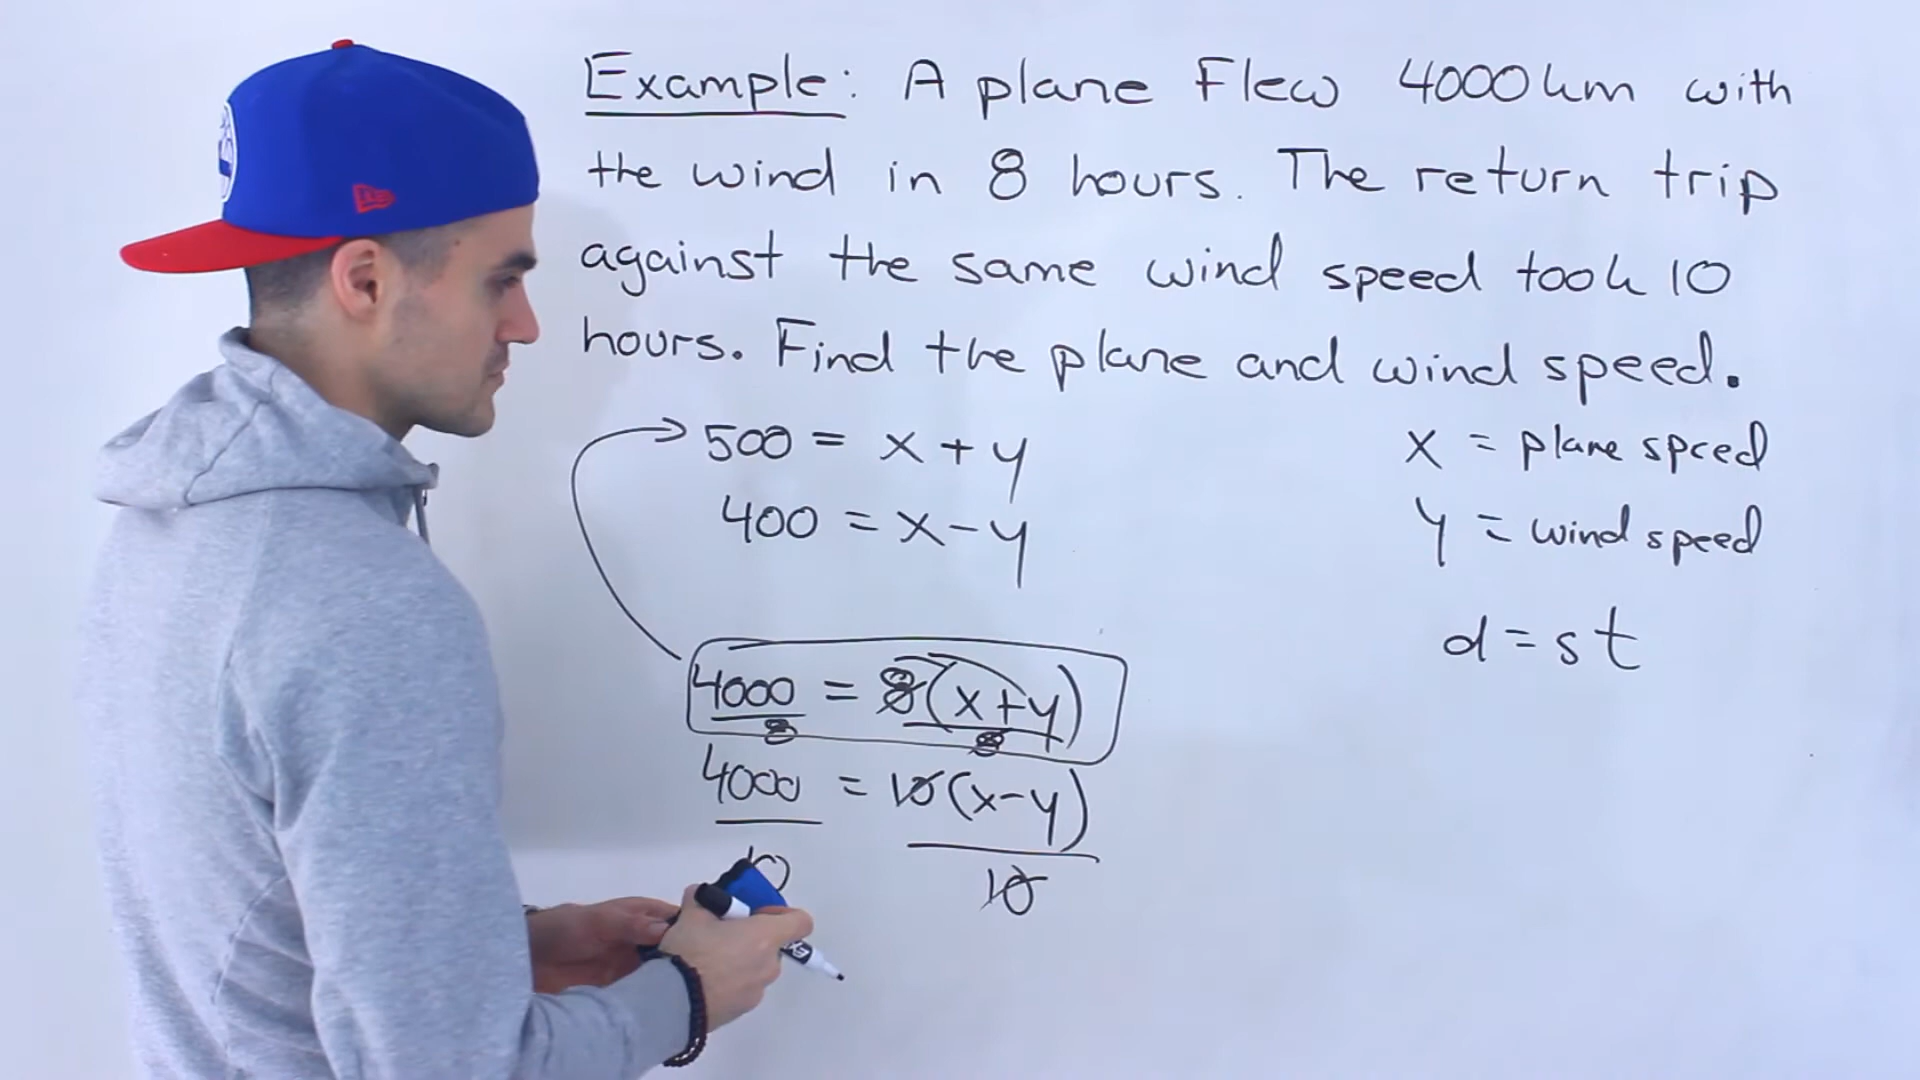 Example: A plane Flew 4000km with
the wind in 8 hours. The return trip
against the same wind speed took 10
hours. Find the plane and wind speed.
500 = x + y
400 = x - y
x = plane speed
y = wind speed
d = st
4000 = 8(x+y)
8 8
4000 = 10(x-y)
10 10